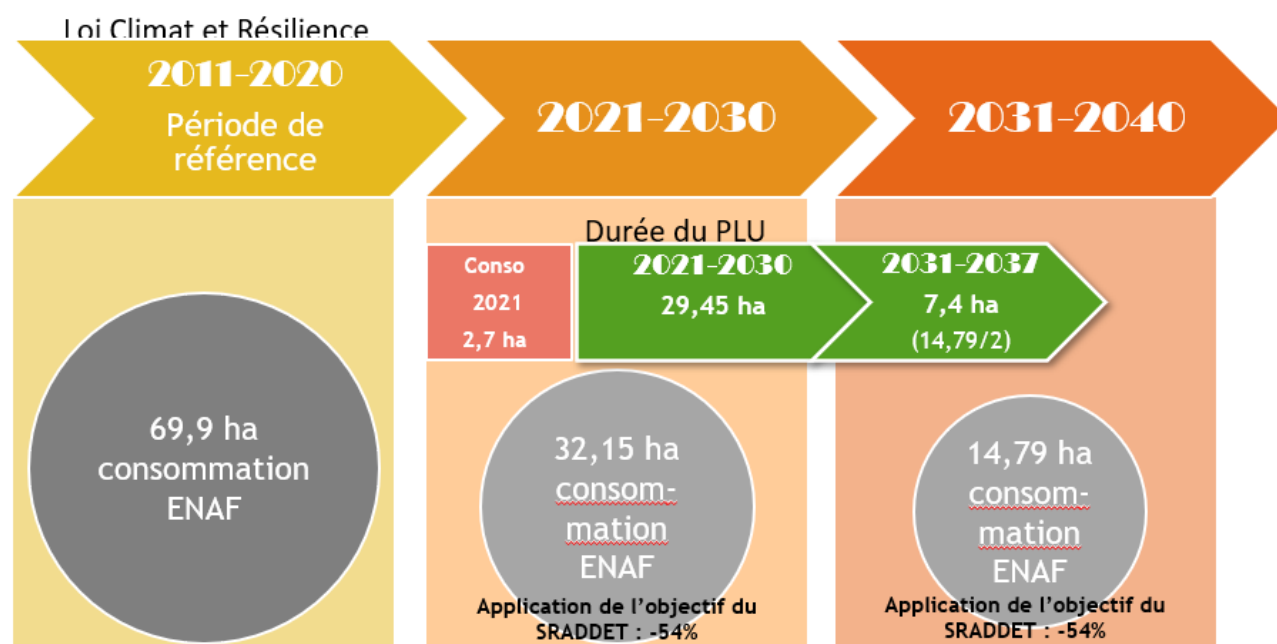 Loi Climat et Résilience
2011-2020
Période de
référence
2021-2030
2031-2040
Durée du PLU
Conso
2021
2,7 ha
2021-2030
29,45 ha
2031-2037
7,4 ha
(14,79/2)
69,9 ha
consommation
ENAF
32,15 ha
consom-
mation
ENAF
Application de l’objectif du
SRADDET : -54%
14,79 ha
consom-
mation
ENAF
Application de l’objectif du
SRADDET : -54%